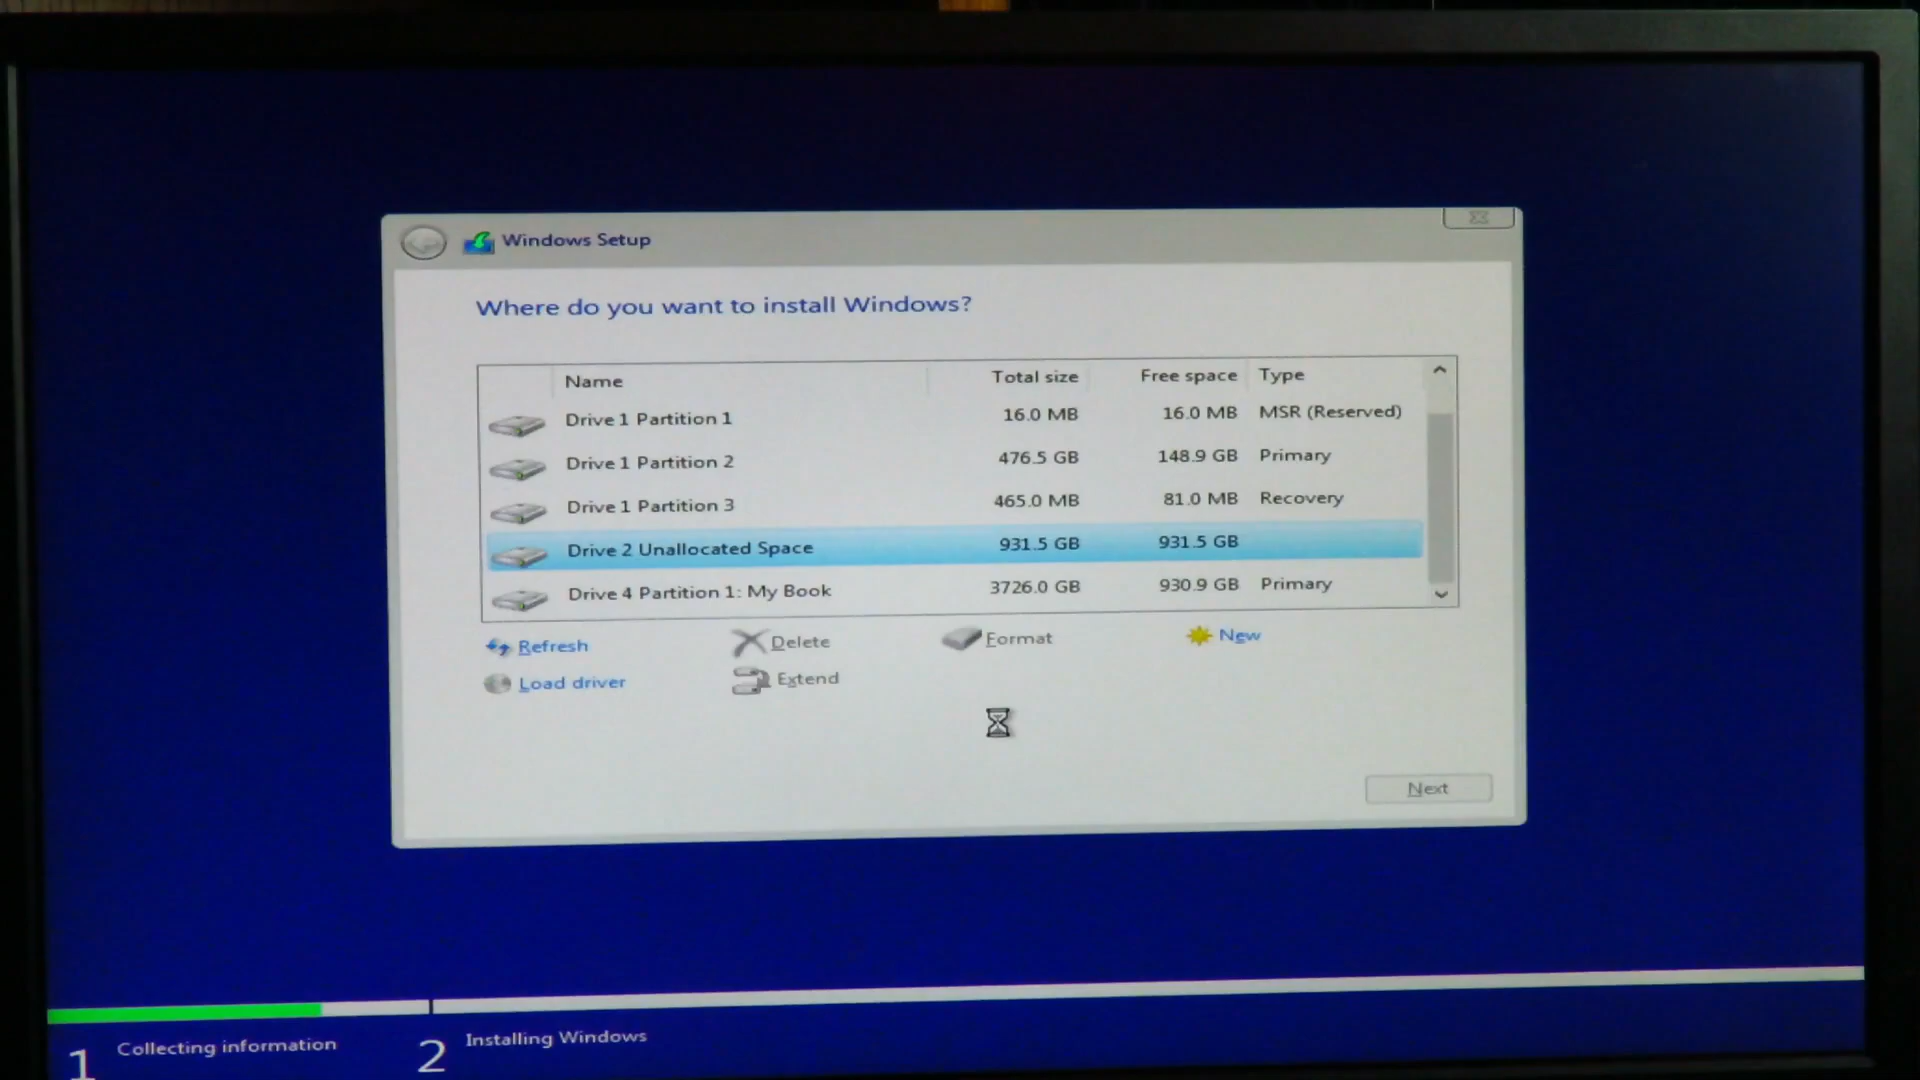 Windows Setup
Where do you want to install Windows?
Name Total size Free space Type
Drive 1 Partition 1 16.0 MB 16.0 MB MSR (Reserved)
Drive 1 Partition 2 476.5 GB 148.9 GB Primary
Drive 1 Partition 3 465.0 MB 81.0 MB Recovery
Drive 2 Unallocated Space 931.5 GB 931.5 GB
Drive 4 Partition 1: My Book 3726.0 GB 930.9 GB Primary
Refresh Delete Format New
Load driver Extend
Next
1 Collecting information 2 Installing Windows